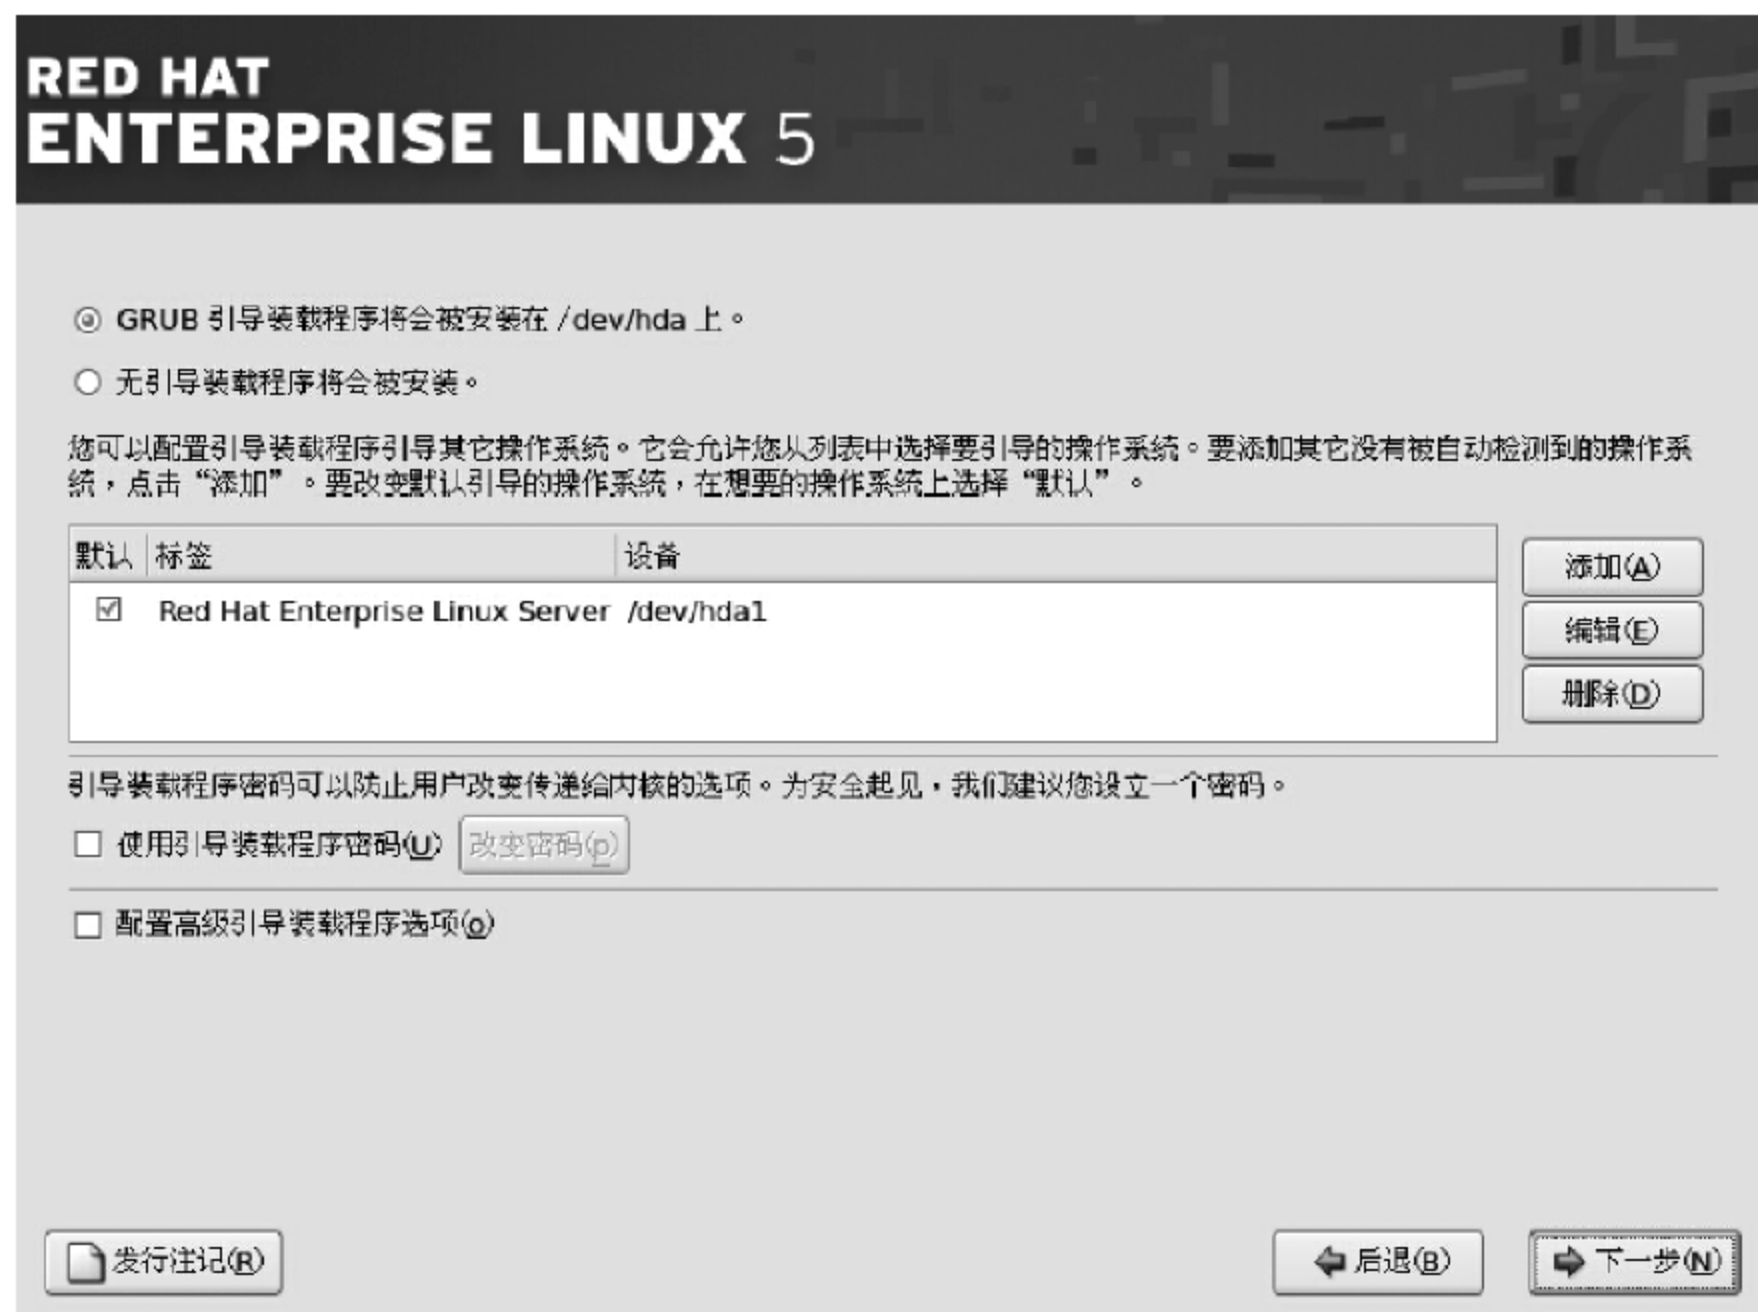 RED HAT
ENTERPRISE LINUX 5
GRUB 引导装载程序将会被安装在 /dev/hda 上。
无引导装载程序将会被安装。
您可以配置引导装载程序引导其它操作系统。它会允许您从列表中选择要引导的操作系统。要添加其它没有被自动检测到的操作系
统，点击“添加”。要改变默认引导的操作系统，在想要的操作系统上选择“默认”。
默认 标签 设备
添加(A)
Red Hat Enterprise Linux Server /dev/hda1
编辑(E)
删除(D)
引导装载程序密码可以防止用户改变传递给内核的选项。为安全起见，我们建议您设立一个密码。
使用引导装载程序密码(U) 改变密码(p)
配置高级引导装载程序选项(o)
发行注记(R) 后退(B) 下一步(N)